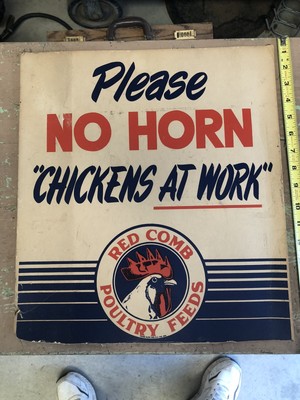 Please
NO HORN
"CHICKENS AT WORK"
RED COMB
POULTRY FEEDS